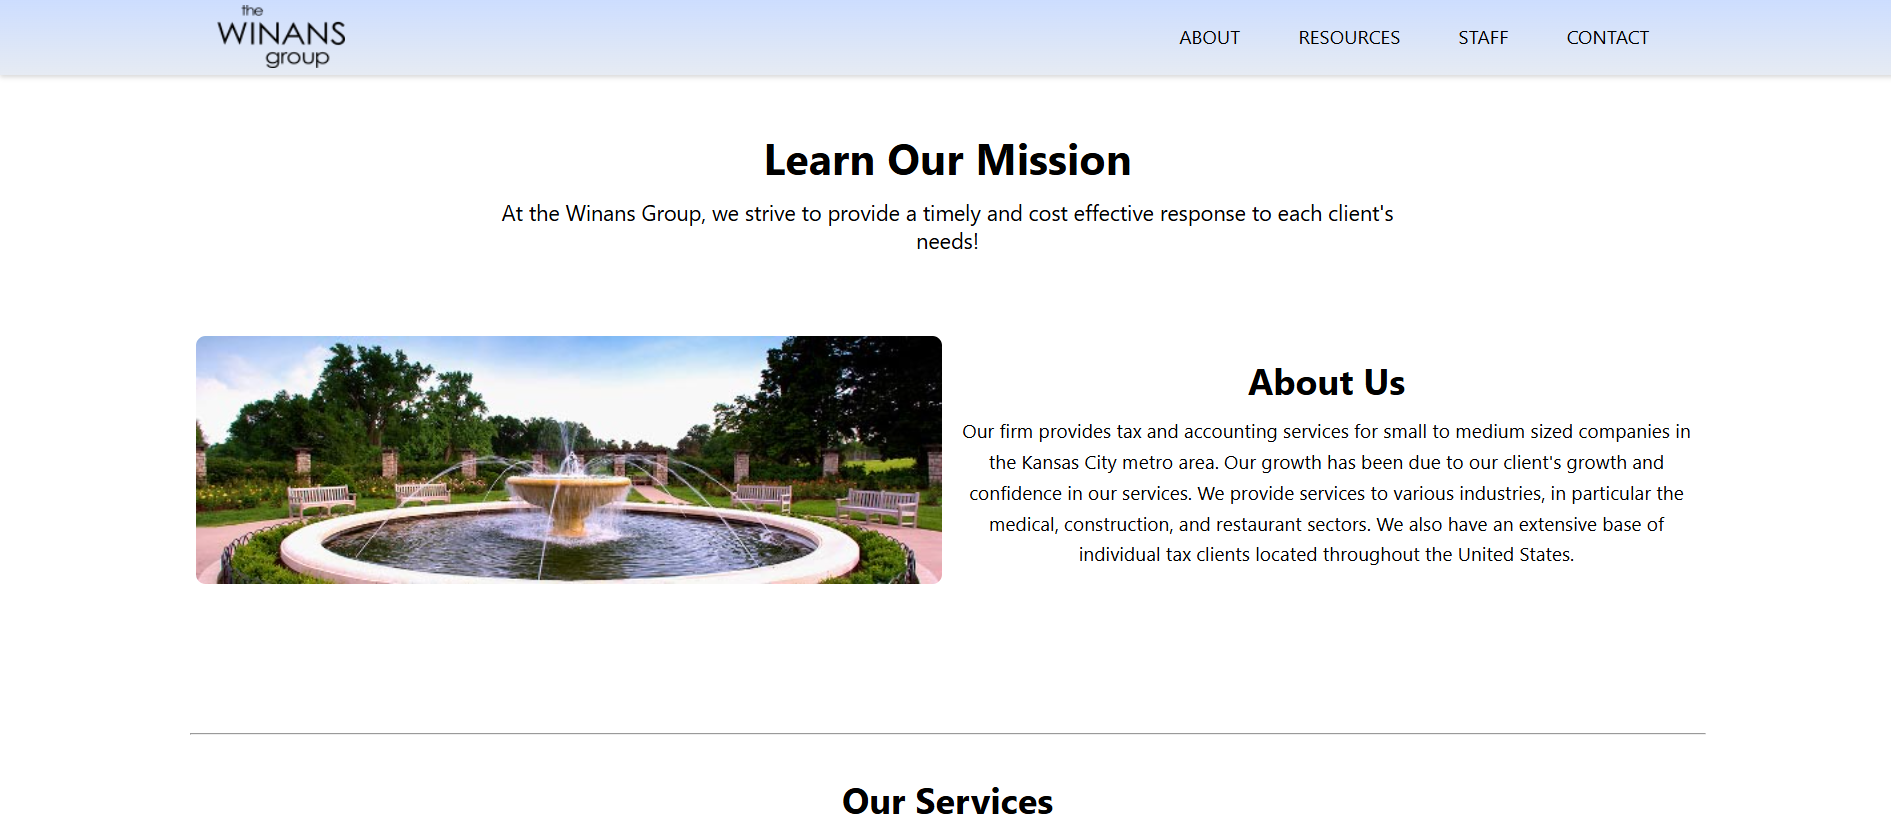 the
WINANS
group
ABOUT
RESOURCES
STAFF
CONTACT
Learn Our Mission
At the Winans Group, we strive to provide a timely and cost effective response to each client's
needs!
About Us
Our firm provides tax and accounting services for small to medium sized companies in
the Kansas City metro area. Our growth has been due to our client's growth and
confidence in our services. We provide services to various industries, in particular the
medical, construction, and restaurant sectors. We also have an extensive base of
individual tax clients located throughout the United States.
Our Services